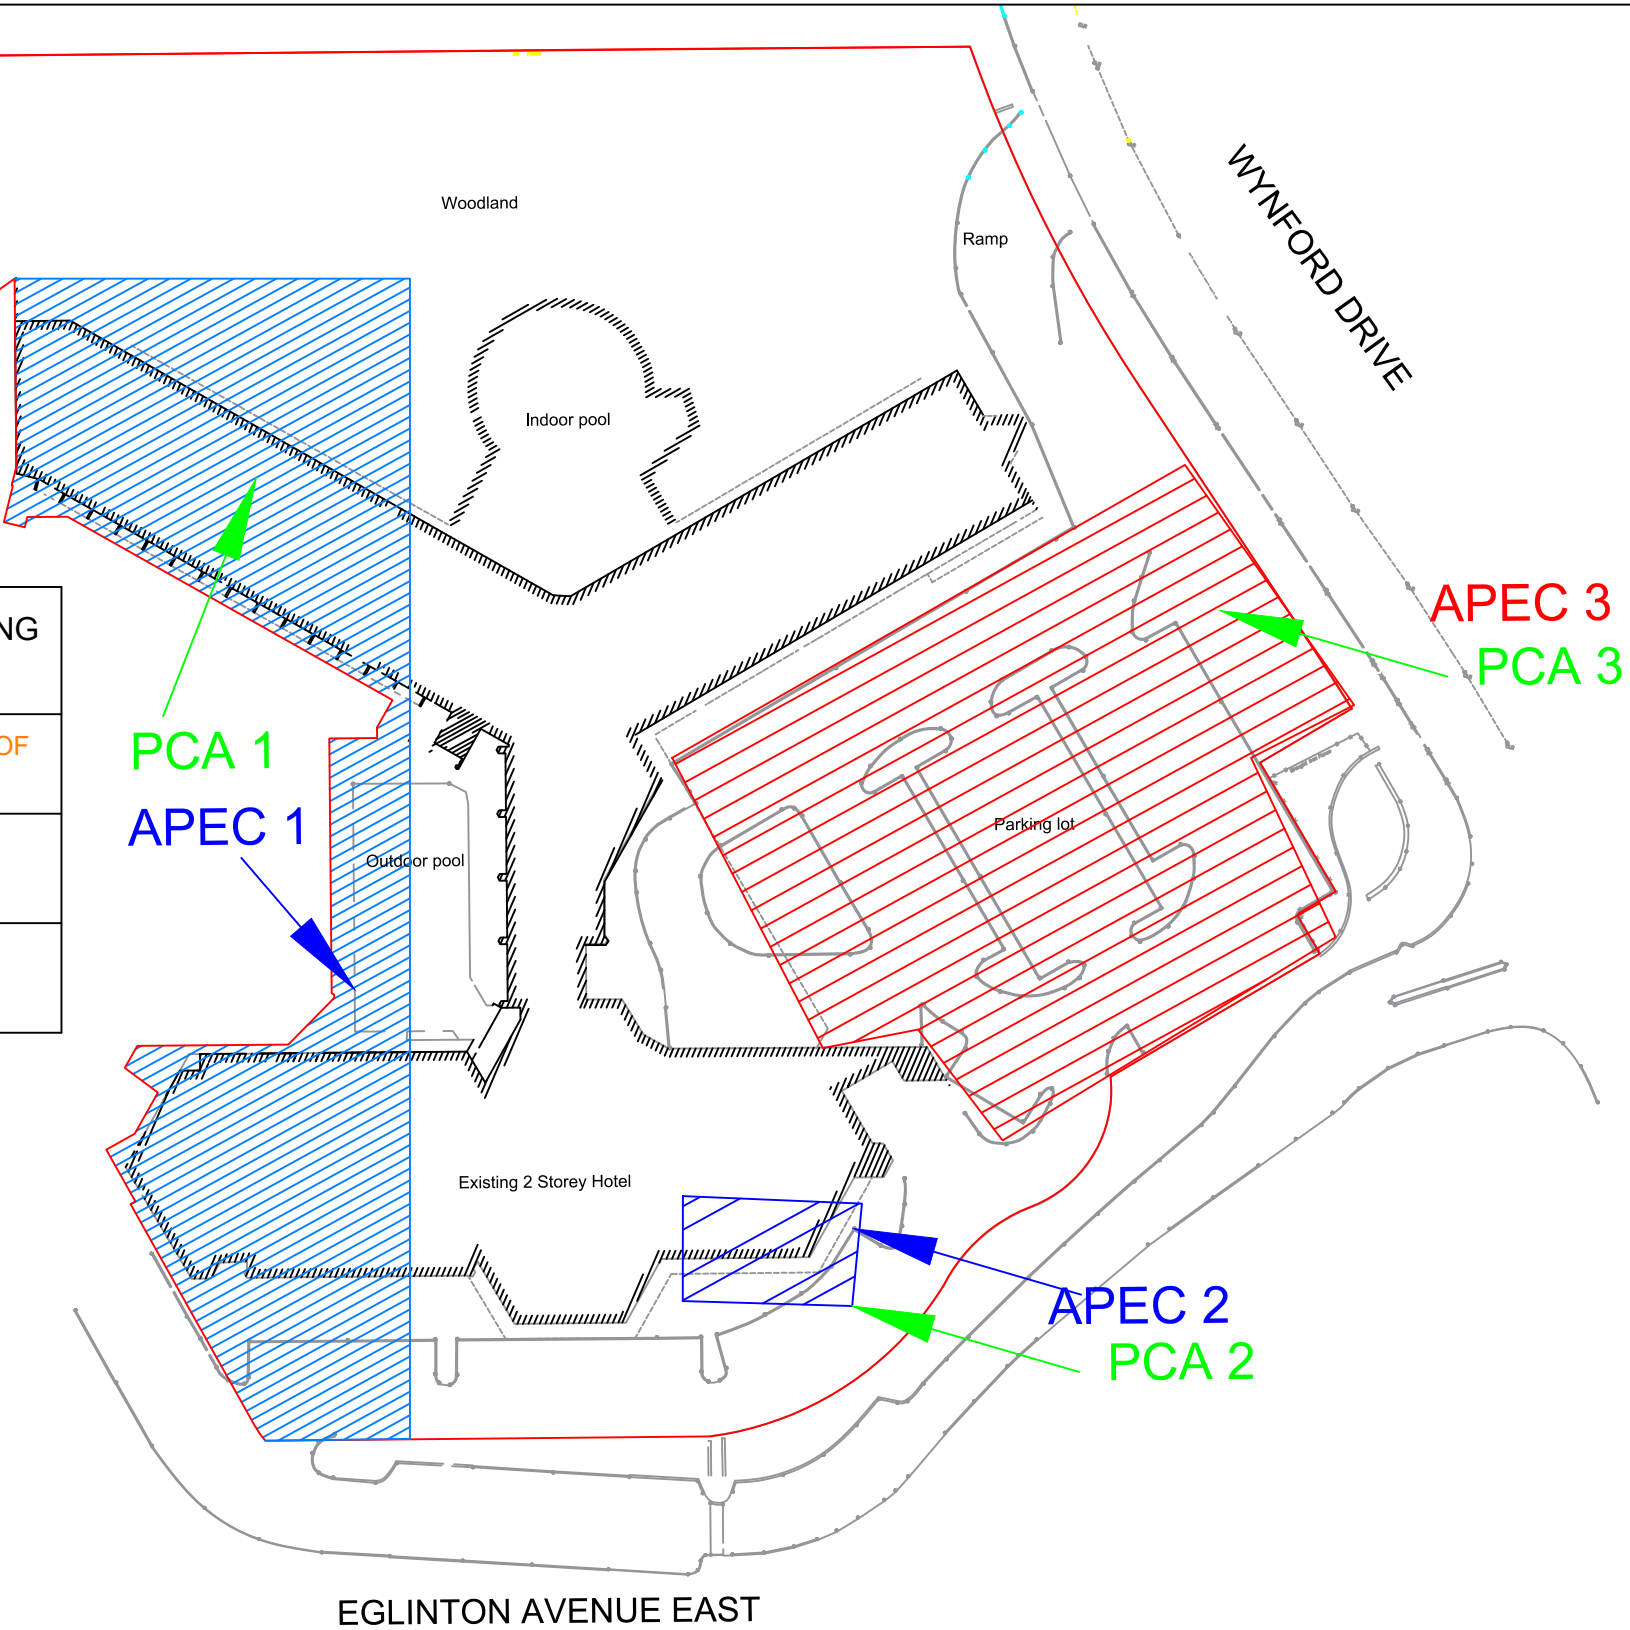 Woodland
Ramp
WYNFORD DRIVE
Indoor pool
NG
OF
APEC 3
PCA 3
PCA 1
APEC 1
Parking lot
Outdoor pool
Existing 2 Storey Hotel
APEC 2
PCA 2
EGLINTON AVENUE EAST